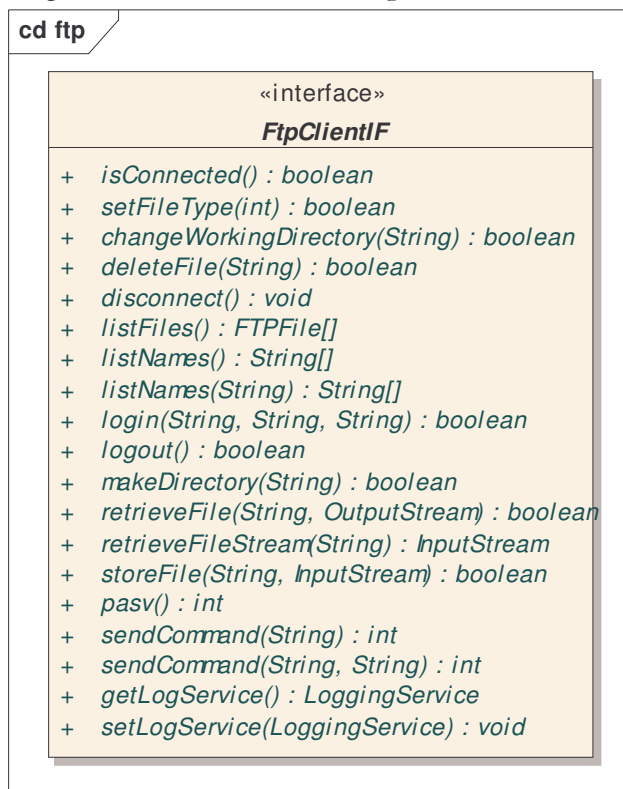 cd ftp
«interface»
FtpClientIF
+ isConnected() : boolean
+ setFileType(int) : boolean
+ changeWorkingDirectory(String) : boolean
+ deleteFile(String) : boolean
+ disconnect() : void
+ listFiles() : FTPFile[]
+ listNames() : String[]
+ listNames(String) : String[]
+ login(String, String, String) : boolean
+ logout() : boolean
+ makeDirectory(String) : boolean
+ retrieveFile(String, OutputStream) : boolean
+ retrieveFileStream(String) : InputStream
+ storeFile(String, InputStream) : boolean
+ pasv() : int
+ sendCommand(String) : int
+ sendCommand(String, String) : int
+ getLogService() : LoggingService
+ setLogService(LoggingService) : void